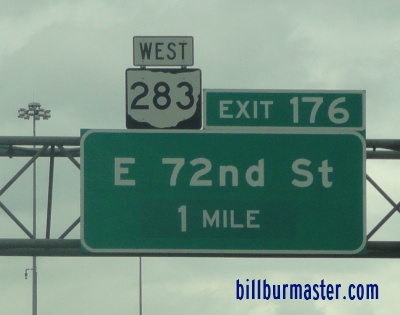 WEST
283
EXIT 176
E 72nd St
1 MILE
billburmaster.com